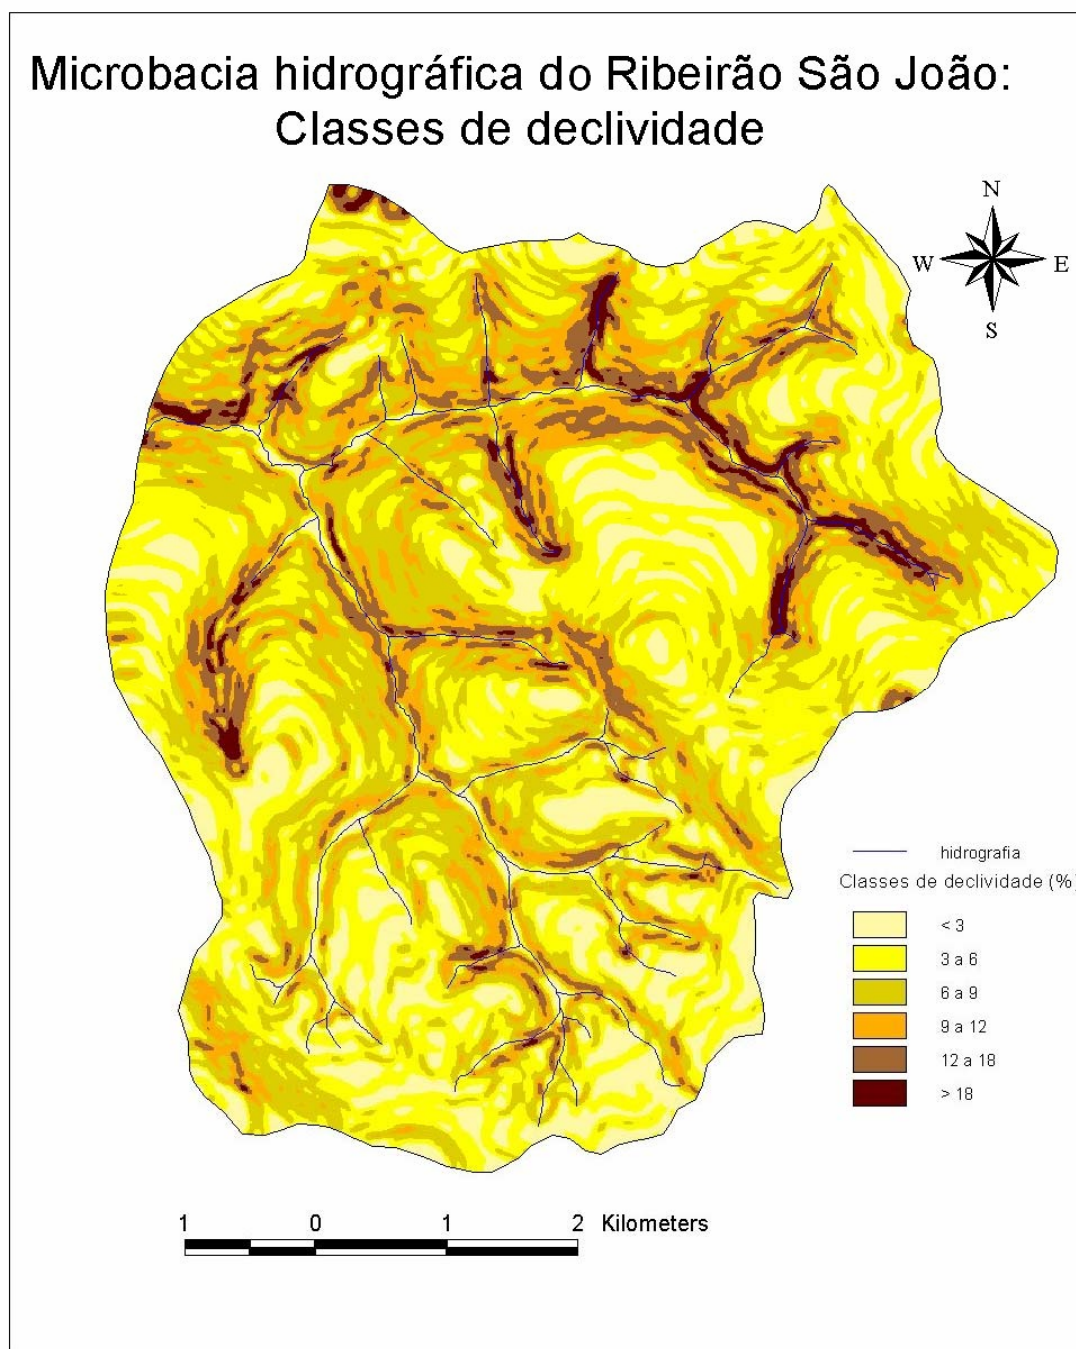 Microbacia hidrográfica do Ribeirão São João:
Classes de declividade
N
W
E
S
hidrografia
Classes de declividade (%)
< 3
3 a 6
6 a 9
9 a 12
12 a 18
> 18
1 0 1 2 Kilometers